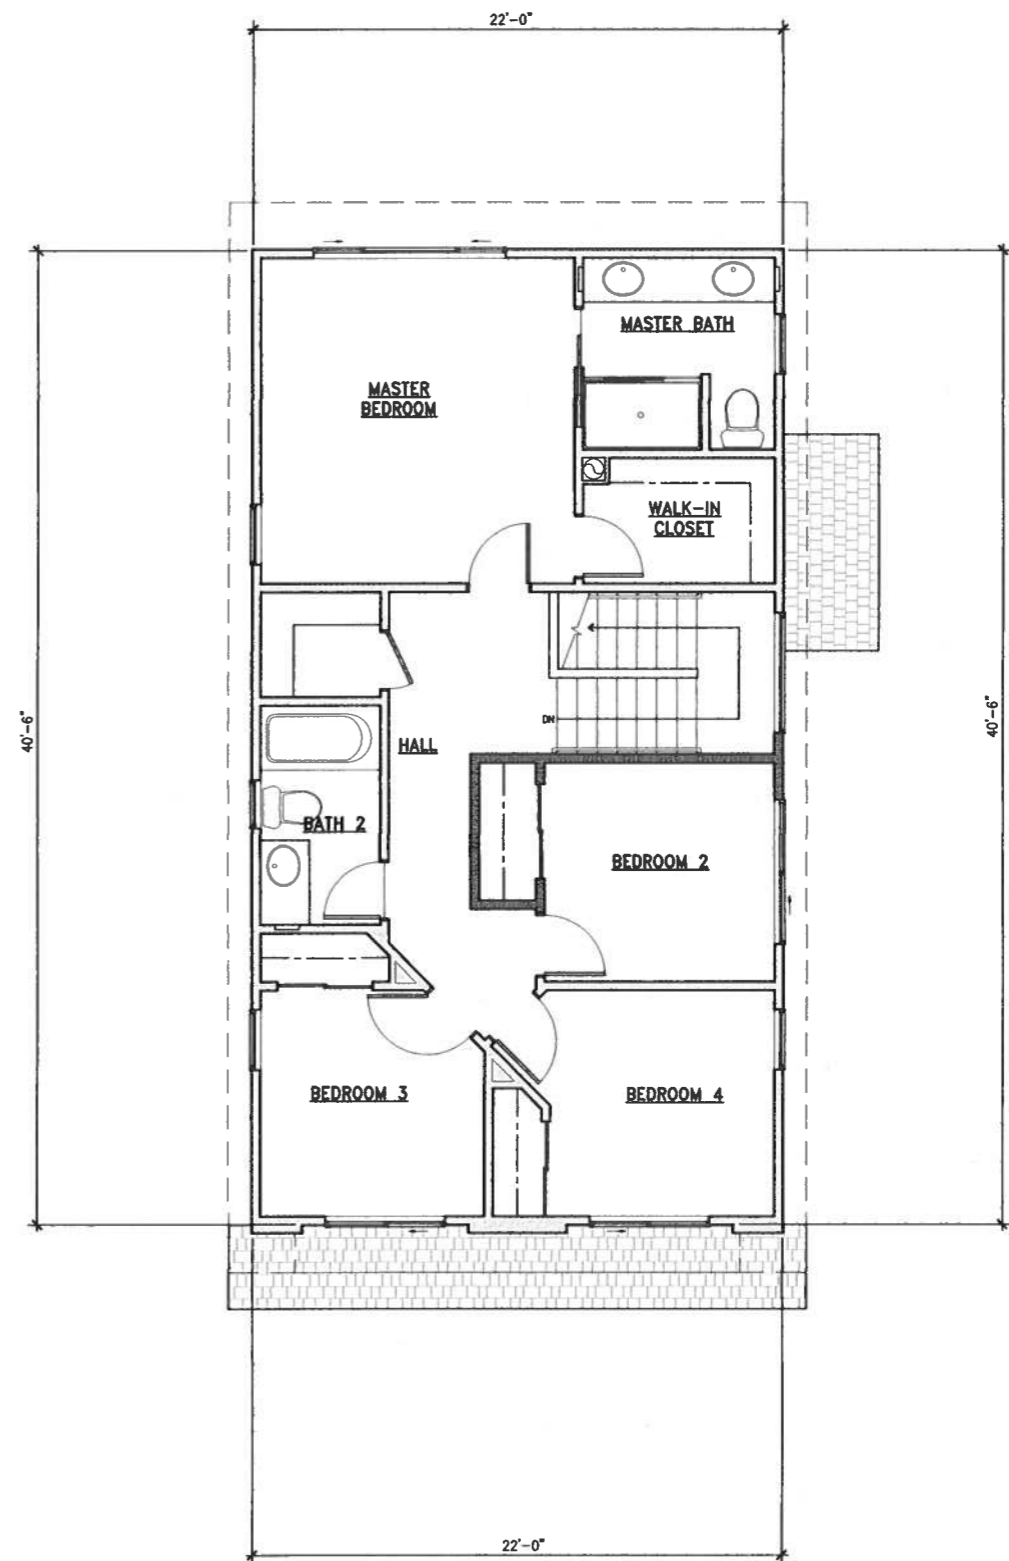 22'-0"
MASTER BATH
MASTER
BEDROOM
WALK-IN
CLOSET
DN
40'-6"
40'-6"
HALL
BATH 2
BEDROOM 2
BEDROOM 3
BEDROOM 4
22'-0"